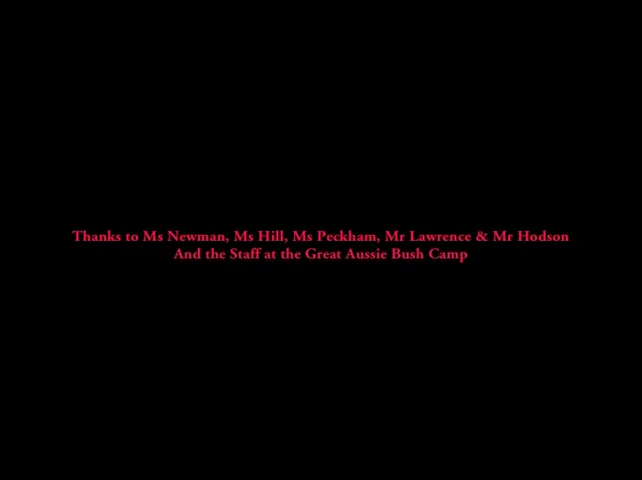 Thanks to Ms Newman, Ms Hill, Ms Peckham, Mr Lawrence & Mr Hodson
And the Staff at the Great Aussie Bush Camp